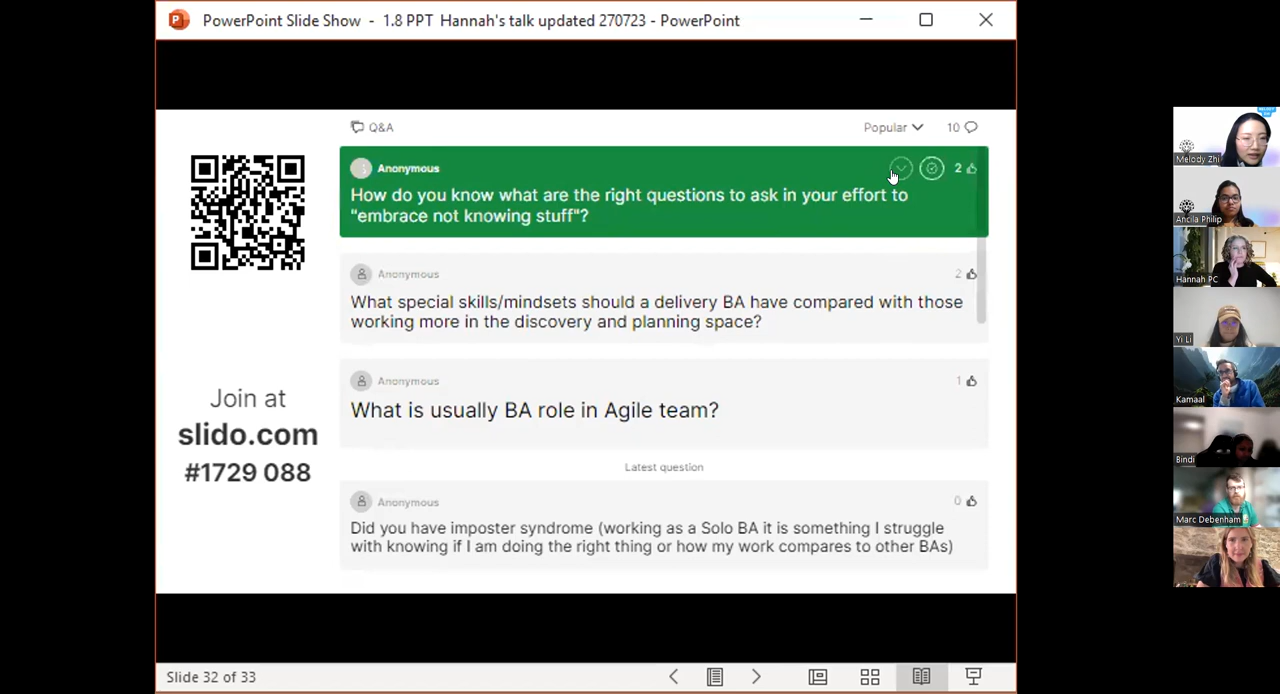 PowerPoint Slide Show - 1.8 PPT Hannah's talk updated 270723 - PowerPoint
Q&A
Popular
10
Anonymous
2
How do you know what are the right questions to ask in your effort to
"embrace not knowing stuff"?
Anonymous
2
What special skills/mindsets should a delivery BA have compared with those
working more in the discovery and planning space?
Anonymous
1
What is usually BA role in Agile team?
Latest question
Anonymous
0
Did you have imposter syndrome (working as a Solo BA it is something I struggle
with knowing if I am doing the right thing or how my work compares to other BAs)
Join at
slido.com
#1729 088
Slide 32 of 33
Melody Zhi
Ancila Philip
Hannah PC
Yi Li
Kamaal
Bindi
Marc Debenham